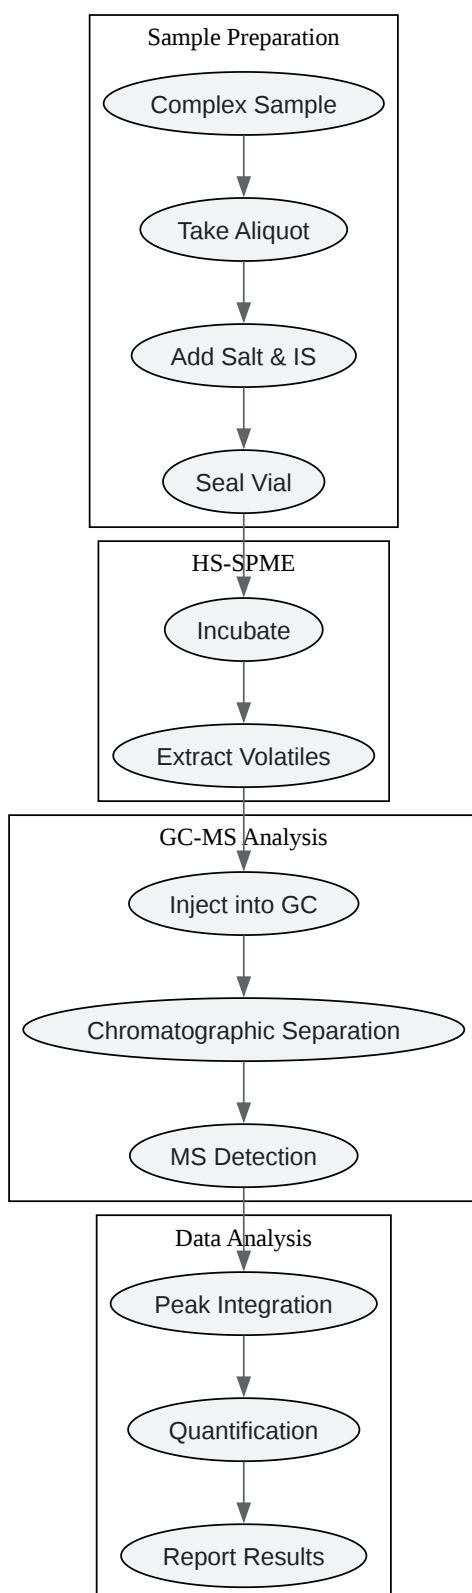 Sample Preparation
Complex Sample
Take Aliquot
Add Salt & IS
Seal Vial
HS-SPME
Incubate
Extract Volatiles
GC-MS Analysis
Inject into GC
Chromatographic Separation
MS Detection
Data Analysis
Peak Integration
Quantification
Report Results